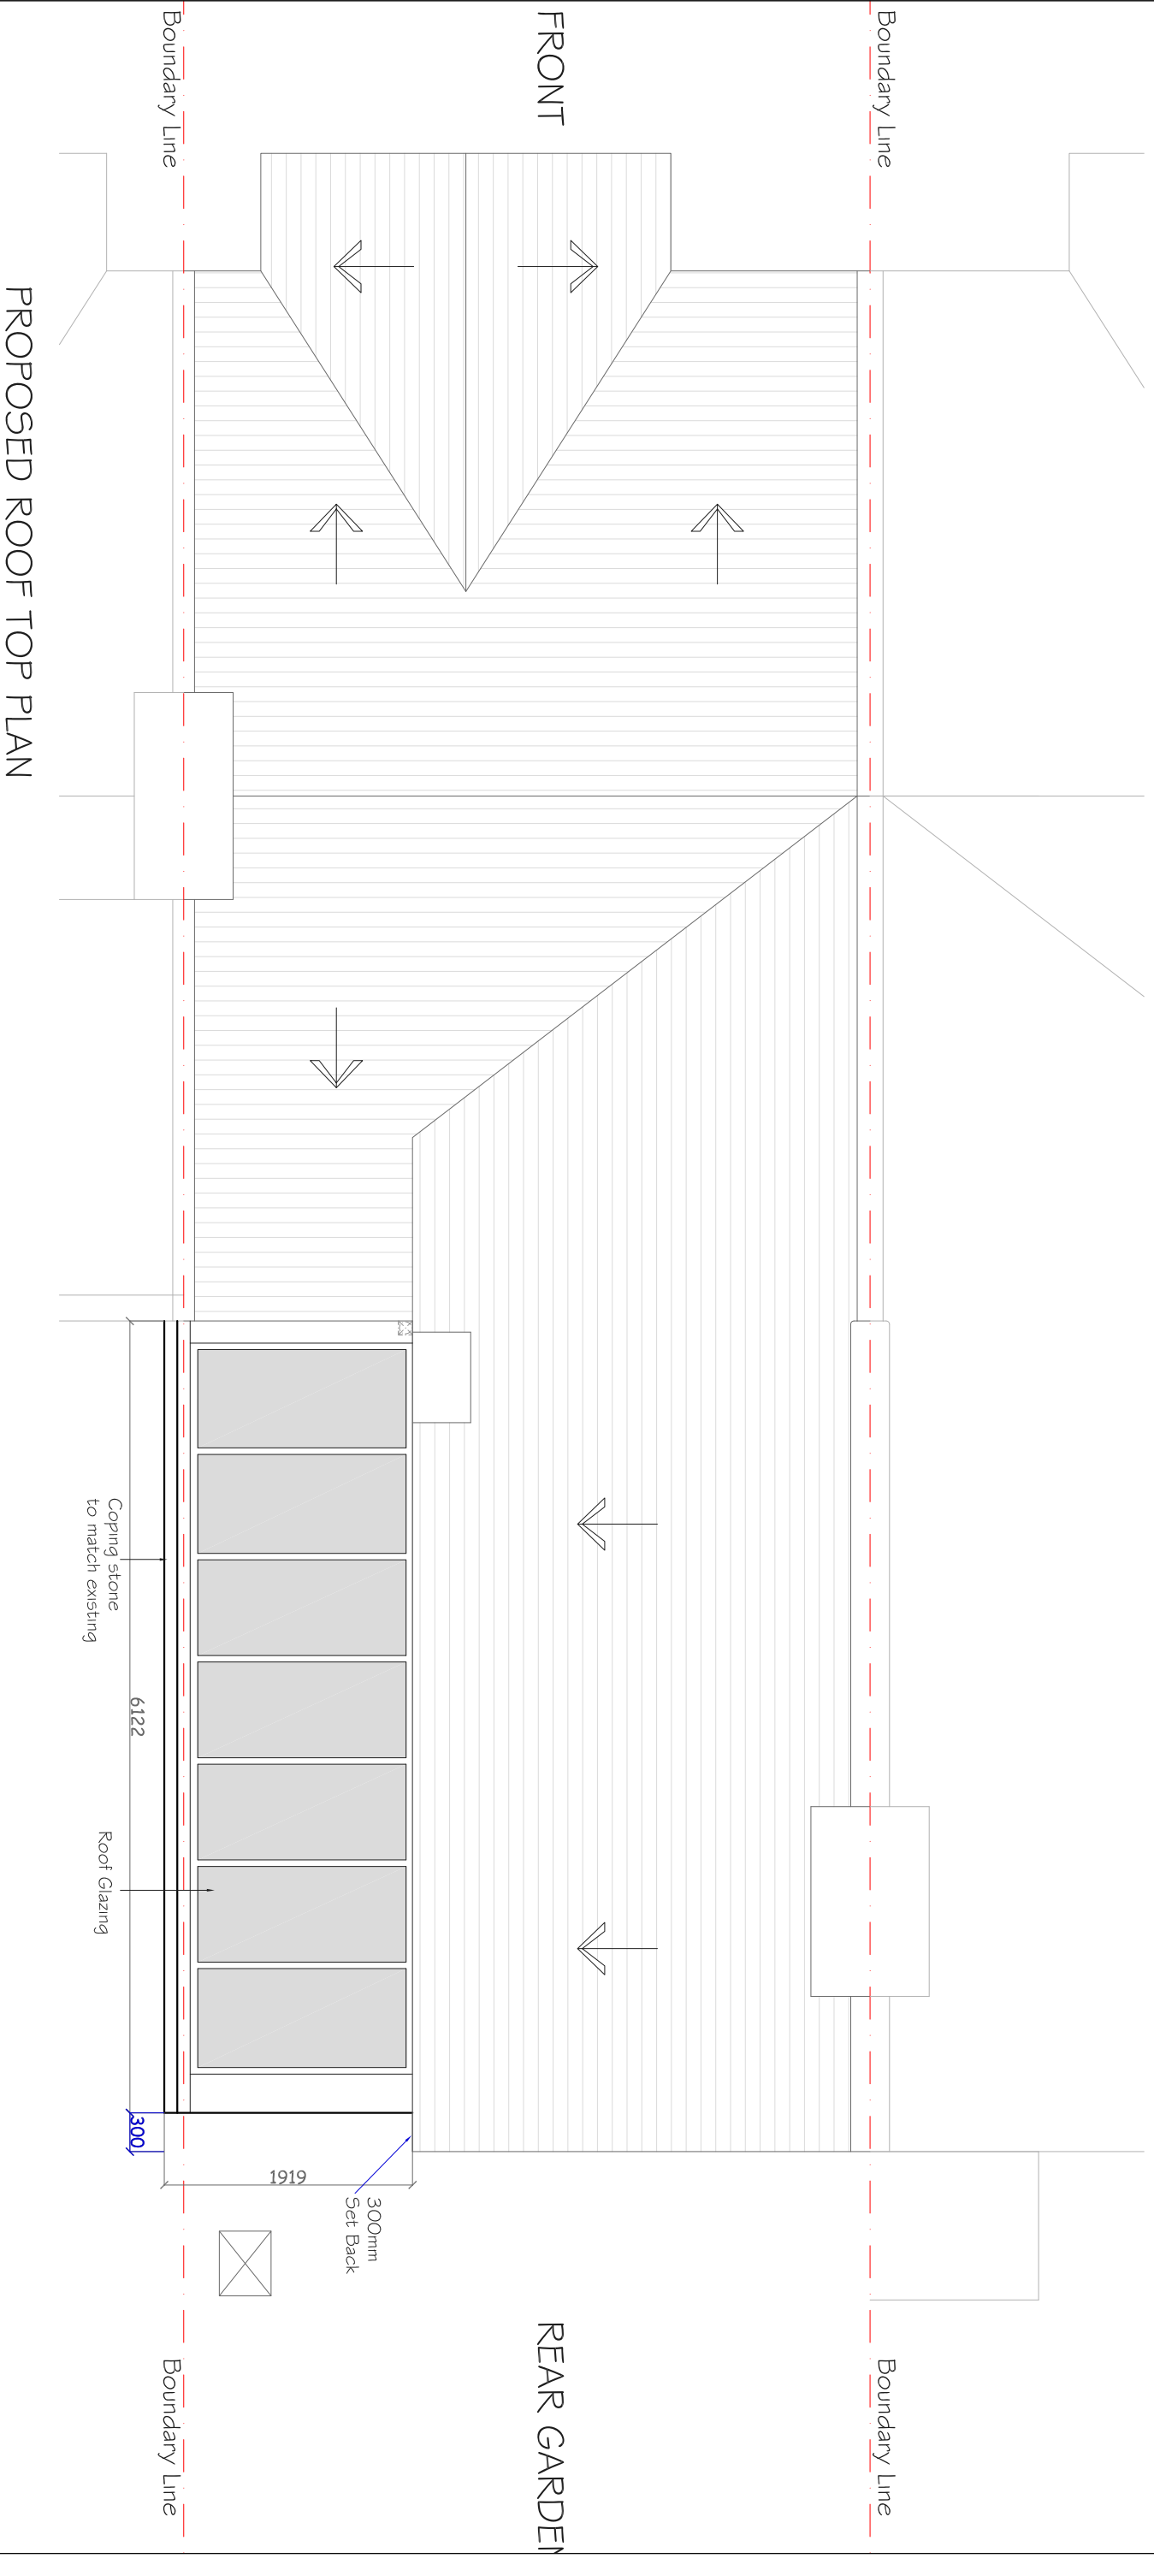 Boundary Line
FRONT
Boundary Line
PROPOSED ROOF TOP PLAN
Coping stone
to match existing
6122
Roof Glazing
300
1919
300mm
Set Back
REAR GARDEN
Boundary Line
Boundary Line